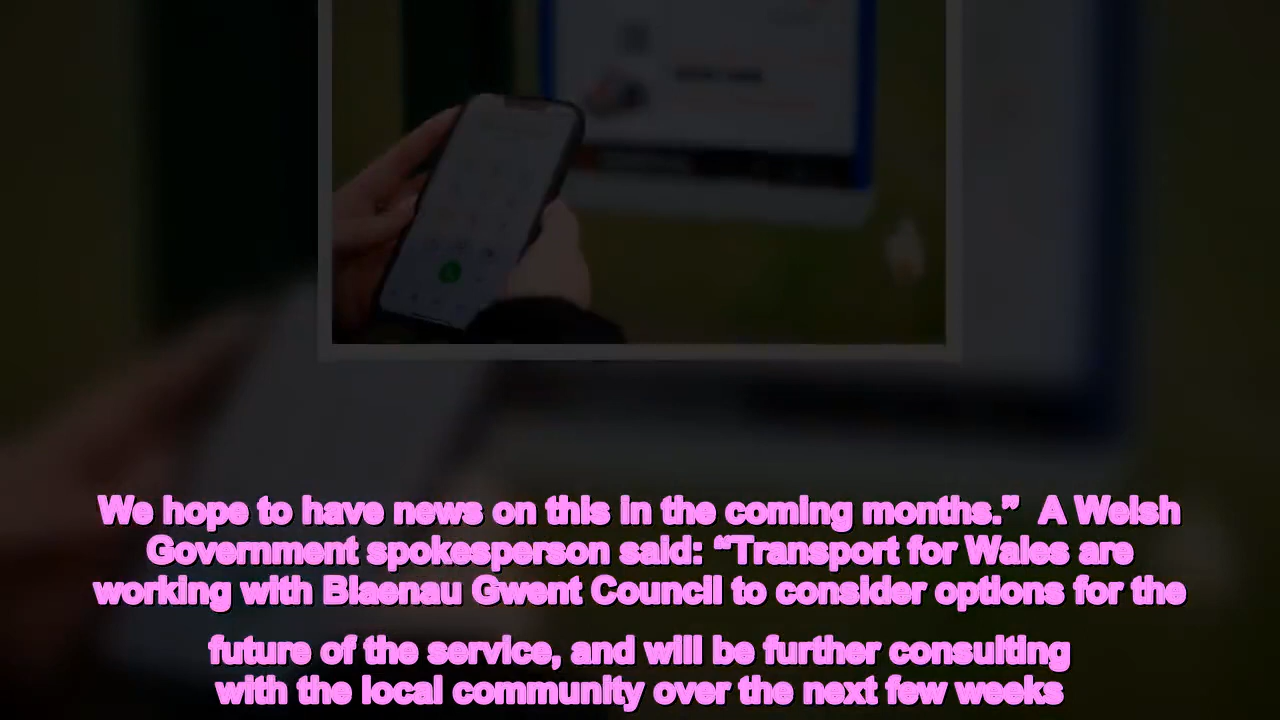 We hope to have news on this in the coming months.” A Welsh
Government spokesperson said: “Transport for Wales are
working with Blaenau Gwent Council to consider options for the
future of the service, and will be further consulting
with the local community over the next few weeks